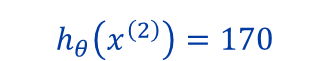 h_θ(x^(2)) = 170